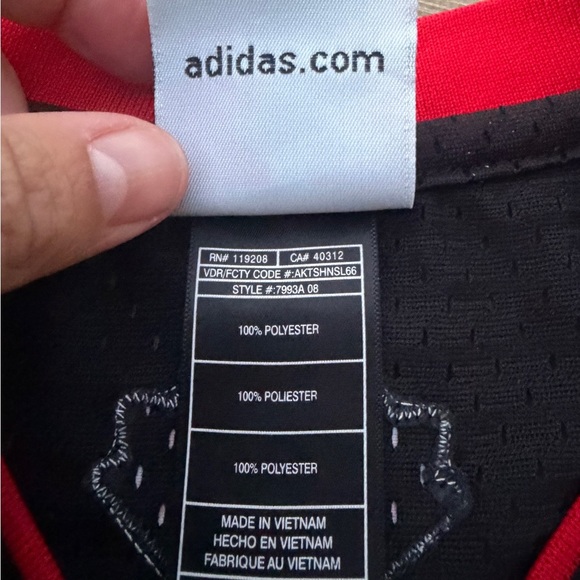 adidas.com
RN# 119208 CA# 40312
VDR/FCTY CODE #:AKTSHNSL66
STYLE #:7993A 08
100% POLYESTER
100% POLIESTER
100% POLYESTER
MADE IN VIETNAM
HECHO EN VIETNAM
FABRIQUE AU VIETNAM